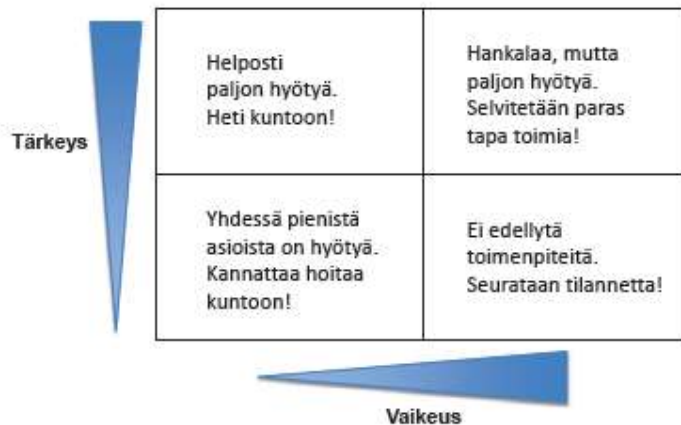 Helposti
paljon hyötyä.
Heti kuntoon!
Hankalaa, mutta
paljon hyötyä.
Selvitetään paras
tapa toimia!
Tärkeys
Yhdessä pienistä
asioista on hyötyä.
Kannattaa hoitaa
kuntoon!
Ei edellytä
toimenpiteitä.
Seurataan tilannetta!
Vaikeus